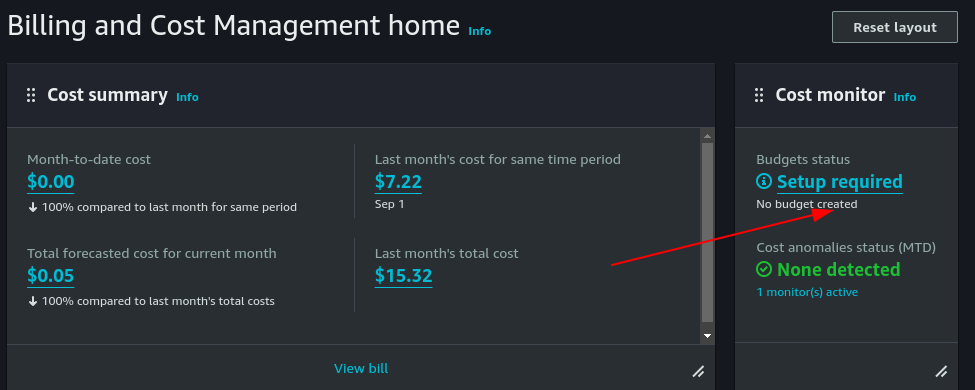 Billing and Cost Management home Info
Reset layout
Cost summary Info
Month-to-date cost
$0.00
100% compared to last month for same period
Last month's cost for same time period
$7.22
Sep 1
Total forecasted cost for current month
$0.05
100% compared to last month's total costs
Last month's total cost
$15.32
View bill
Cost monitor Info
Budgets status
Setup required
No budget created
Cost anomalies status (MTD)
None detected
1 monitor(s) active